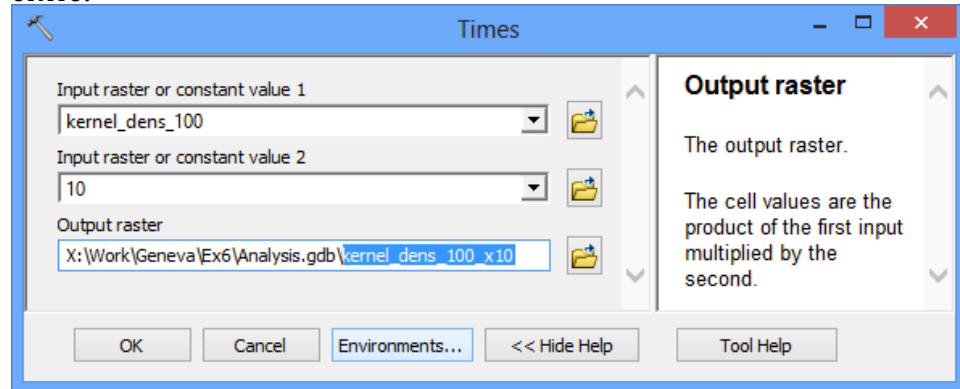 Times
Input raster or constant value 1
kernel_dens_100
Input raster or constant value 2
10
Output raster
X:\Work\Geneva\Ex6\Analysis.gdb\kernel_dens_100_x10
OK
Cancel
Environments...
<< Hide Help
Output raster
The output raster.
The cell values are the
product of the first input
multiplied by the
second.
Tool Help